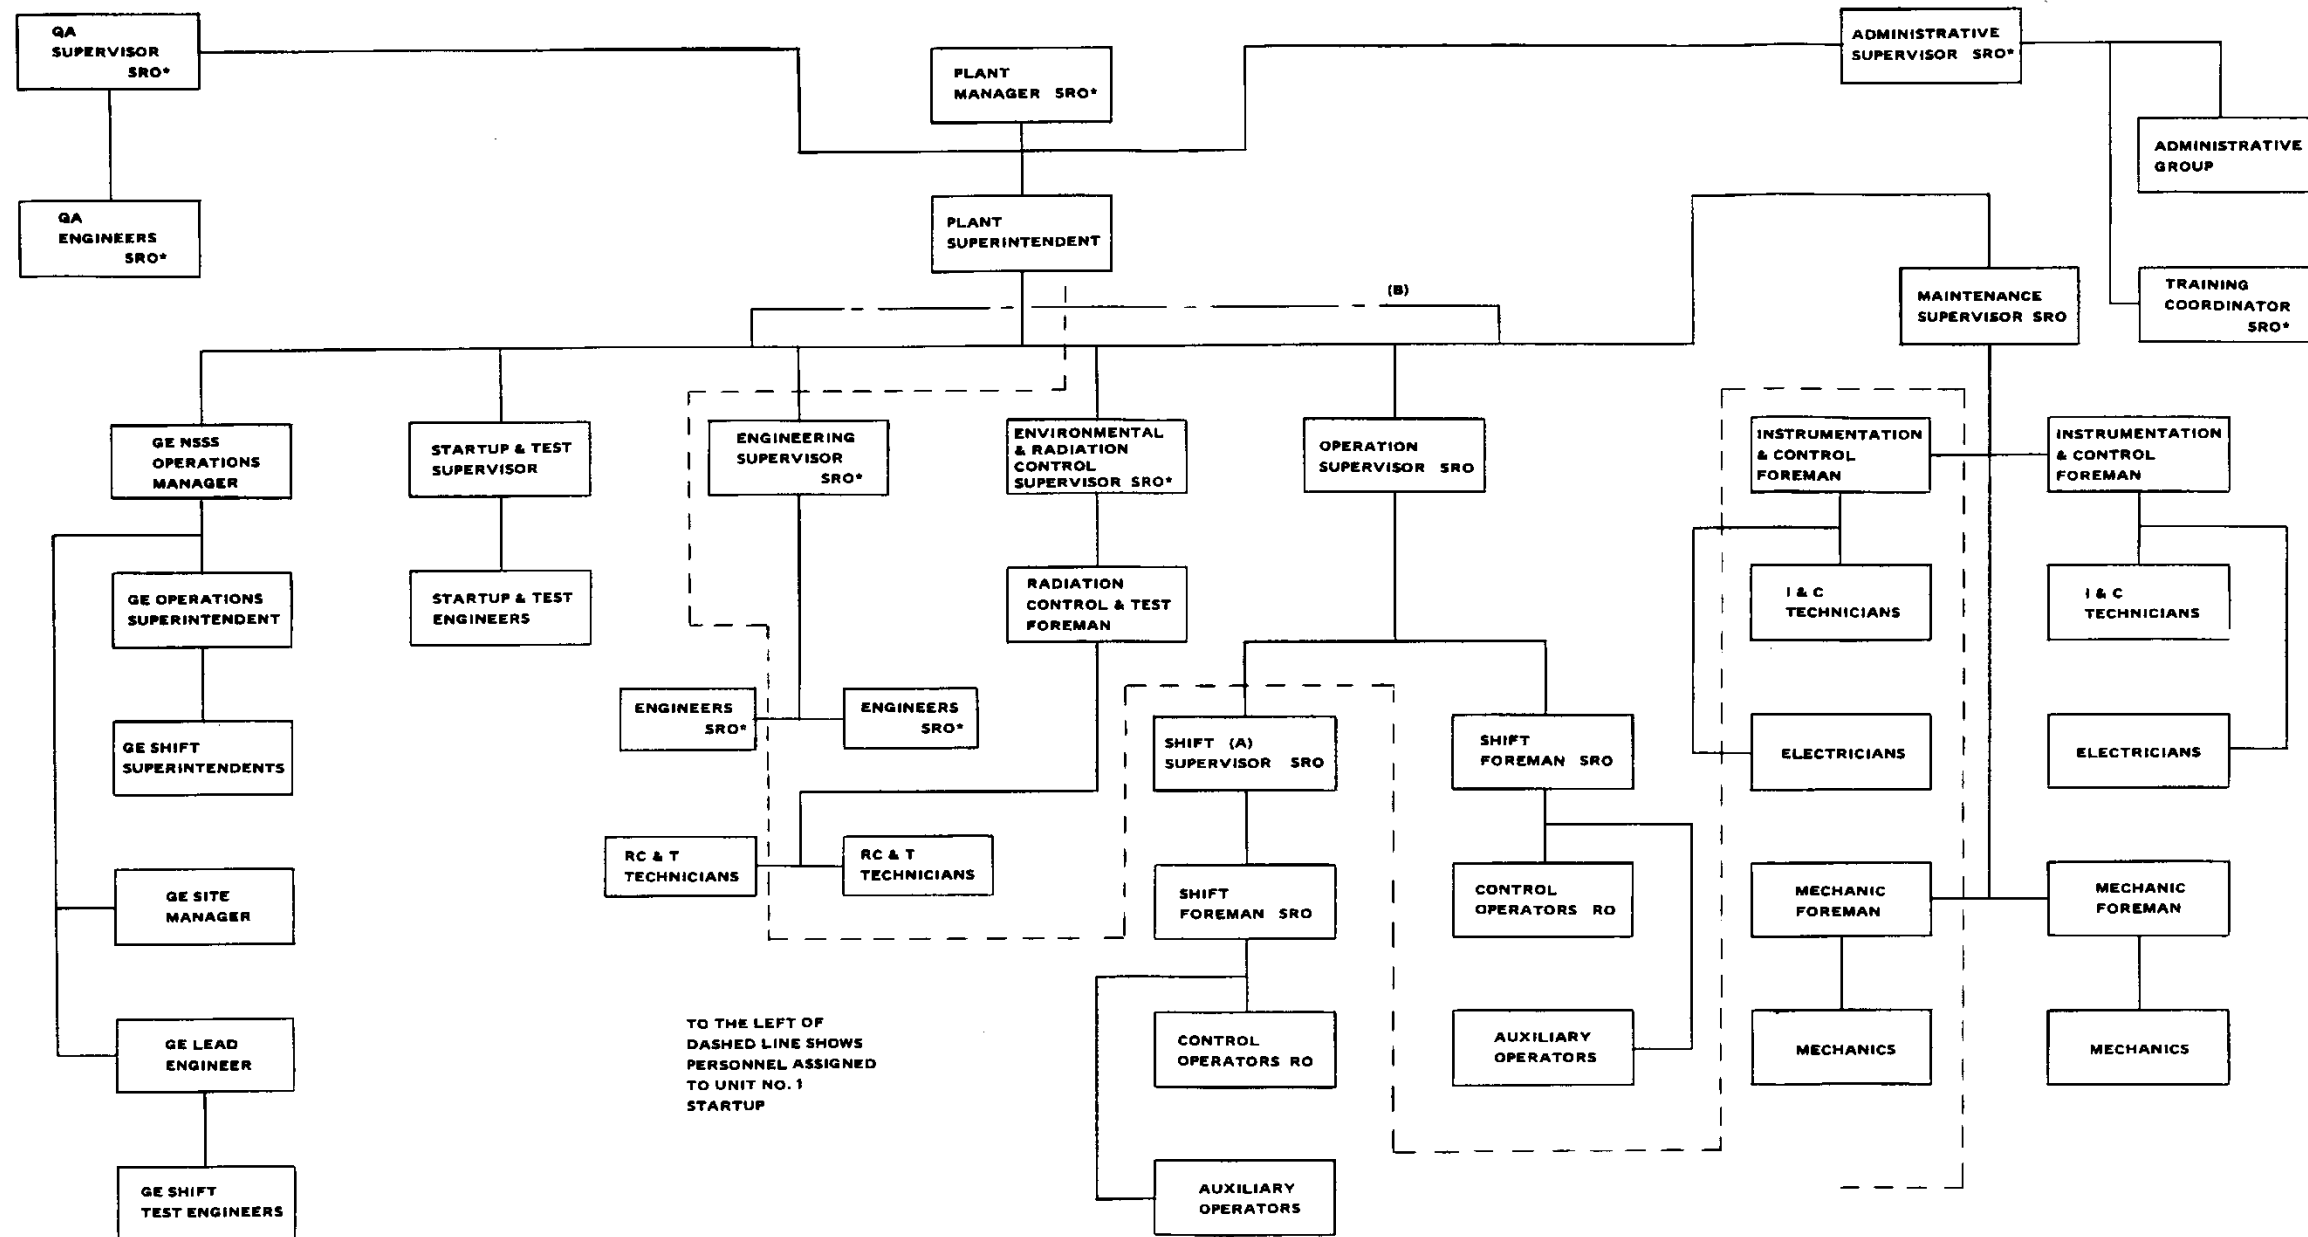 QA
SUPERVISOR
SRO*
PLANT
MANAGER SRO*
ADMINISTRATIVE
SUPERVISOR SRO*
ADMINISTRATIVE
GROUP
QA
ENGINEERS
SRO*
PLANT
SUPERINTENDENT
(B)
MAINTENANCE
SUPERVISOR SRO
TRAINING
COORDINATOR
SRO*
GE NSSS
OPERATIONS
MANAGER
STARTUP & TEST
SUPERVISOR
ENGINEERING
SUPERVISOR
SRO*
ENVIRONMENTAL
& RADIATION
CONTROL
SUPERVISOR SRO*
OPERATION
SUPERVISOR SRO
INSTRUMENTATION
& CONTROL
FOREMAN
INSTRUMENTATION
& CONTROL
FOREMAN
GE OPERATIONS
SUPERINTENDENT
STARTUP & TEST
ENGINEERS
RADIATION
CONTROL & TEST
FOREMAN
I & C
TECHNICIANS
I & C
TECHNICIANS
ENGINEERS
SRO*
ENGINEERS
SRO*
GE SHIFT
SUPERINTENDENTS
SHIFT (A)
SUPERVISOR SRO
SHIFT
FOREMAN SRO
ELECTRICIANS
ELECTRICIANS
RC & T
TECHNICIANS
RC & T
TECHNICIANS
GE SITE
MANAGER
SHIFT
FOREMAN SRO
CONTROL
OPERATORS RO
MECHANIC
FOREMAN
MECHANIC
FOREMAN
TO THE LEFT OF
DASHED LINE SHOWS
PERSONNEL ASSIGNED
TO UNIT NO. 1
STARTUP
GE LEAD
ENGINEER
CONTROL
OPERATORS RO
AUXILIARY
OPERATORS
MECHANICS
MECHANICS
GE SHIFT
TEST ENGINEERS
AUXILIARY
OPERATORS